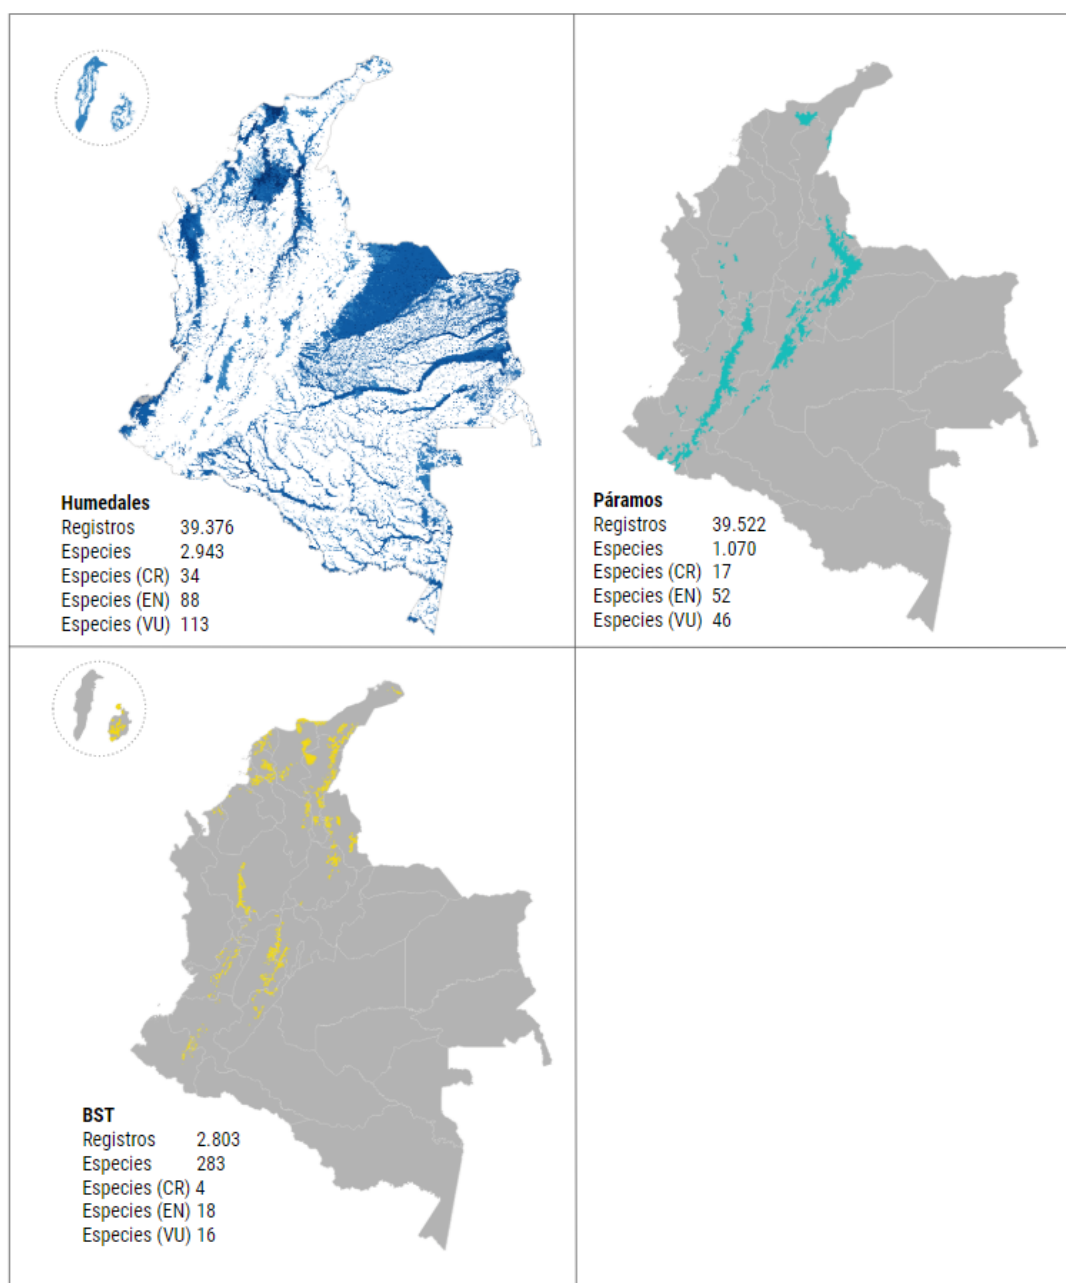 Humedales
Registros 39.376
Especies 2.943
Especies (CR) 34
Especies (EN) 88
Especies (VU) 113
Páramos
Registros 39.522
Especies 1.070
Especies (CR) 17
Especies (EN) 52
Especies (VU) 46
BST
Registros 2.803
Especies 283
Especies (CR) 4
Especies (EN) 18
Especies (VU) 16